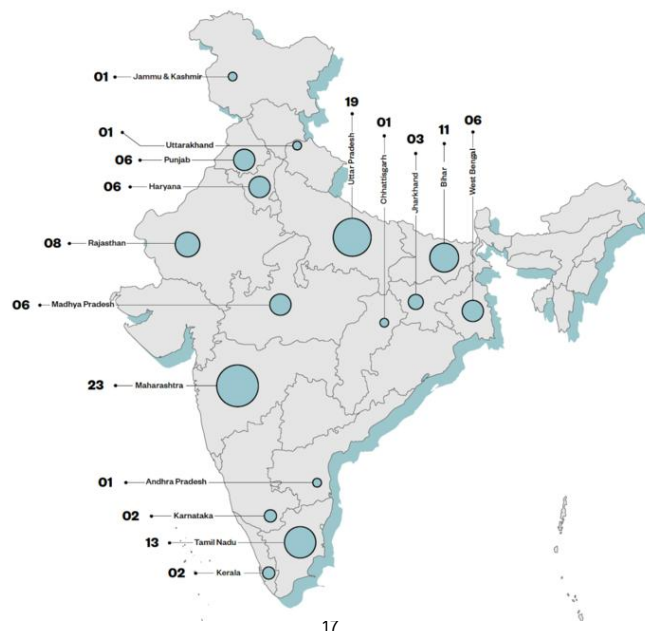 01 Jammu & Kashmir
01
Uttarakhand
06 Punjab
06 Haryana
19
Uttar Pradesh
01
Chhattisgarh
03
Jharkhand
11
Bihar
06
West Bengal
08 Rajasthan
06 Madhya Pradesh
23 Maharashtra
01 Andhra Pradesh
02 Karnataka
13 Tamil Nadu
02 Kerala
17